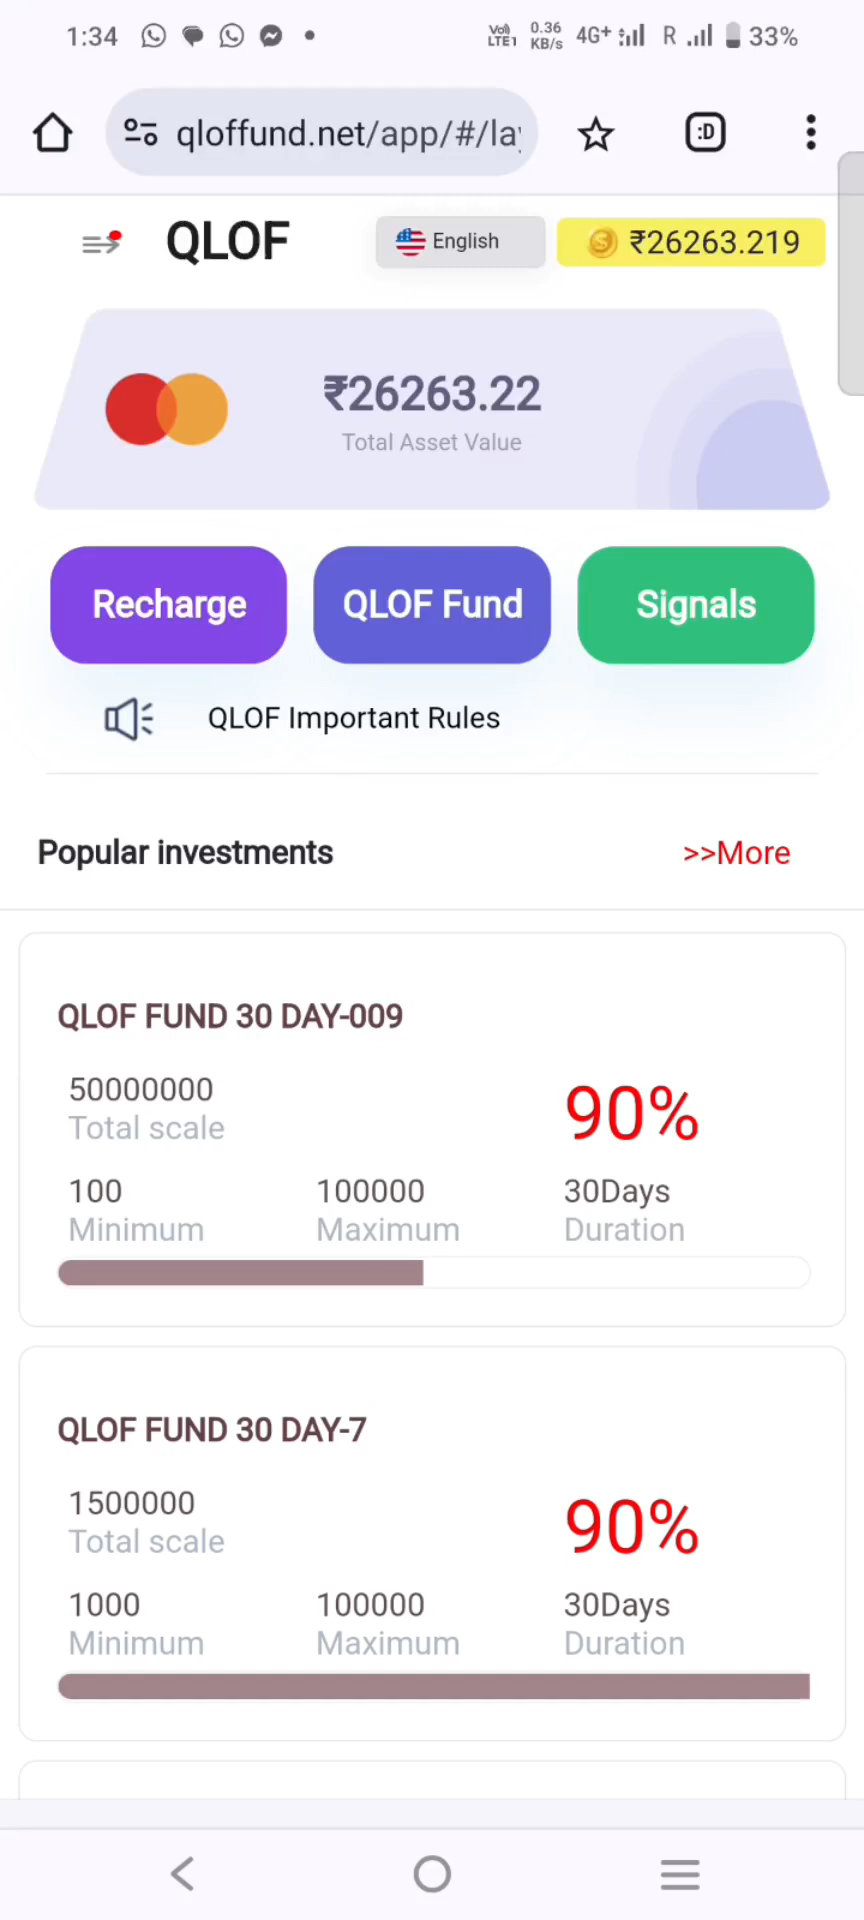 1:34
Vo)) LTE1 0.36 KB/s 4G+ R 33%
qloffund.net/app/#/la
:D
QLOF
English
₹26263.219
₹26263.22
Total Asset Value
Recharge
QLOF Fund
Signals
QLOF Important Rules
Popular investments
>>More
QLOF FUND 30 DAY-009
50000000
Total scale
90%
100
Minimum
100000
Maximum
30Days
Duration
QLOF FUND 30 DAY-7
1500000
Total scale
90%
1000
Minimum
100000
Maximum
30Days
Duration